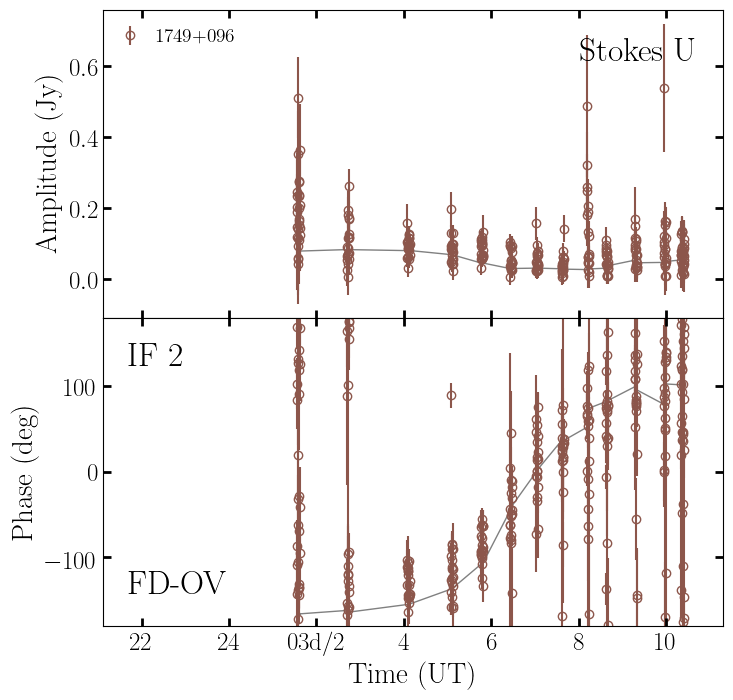 1749+096
Stokes U
0.6
0.4
0.2
0.0
Amplitude (Jy)
IF 2
100
0
−100
Phase (deg)
FD-OV
22 24 03d/2 4 6 8 10
Time (UT)